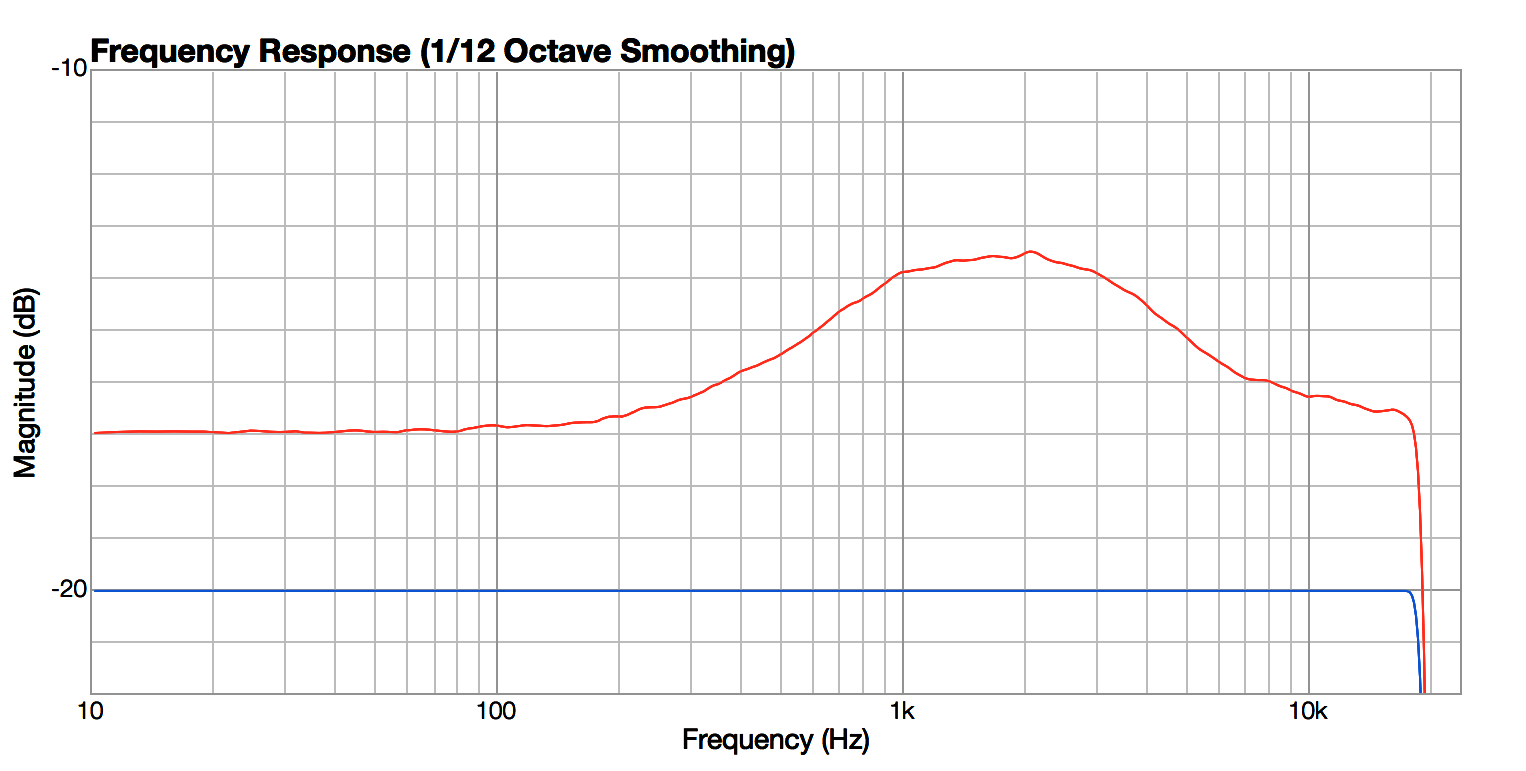 Frequency Response (1/12 Octave Smoothing)
-10
Magnitude (dB)
-20
10
100
1k
10k
Frequency (Hz)